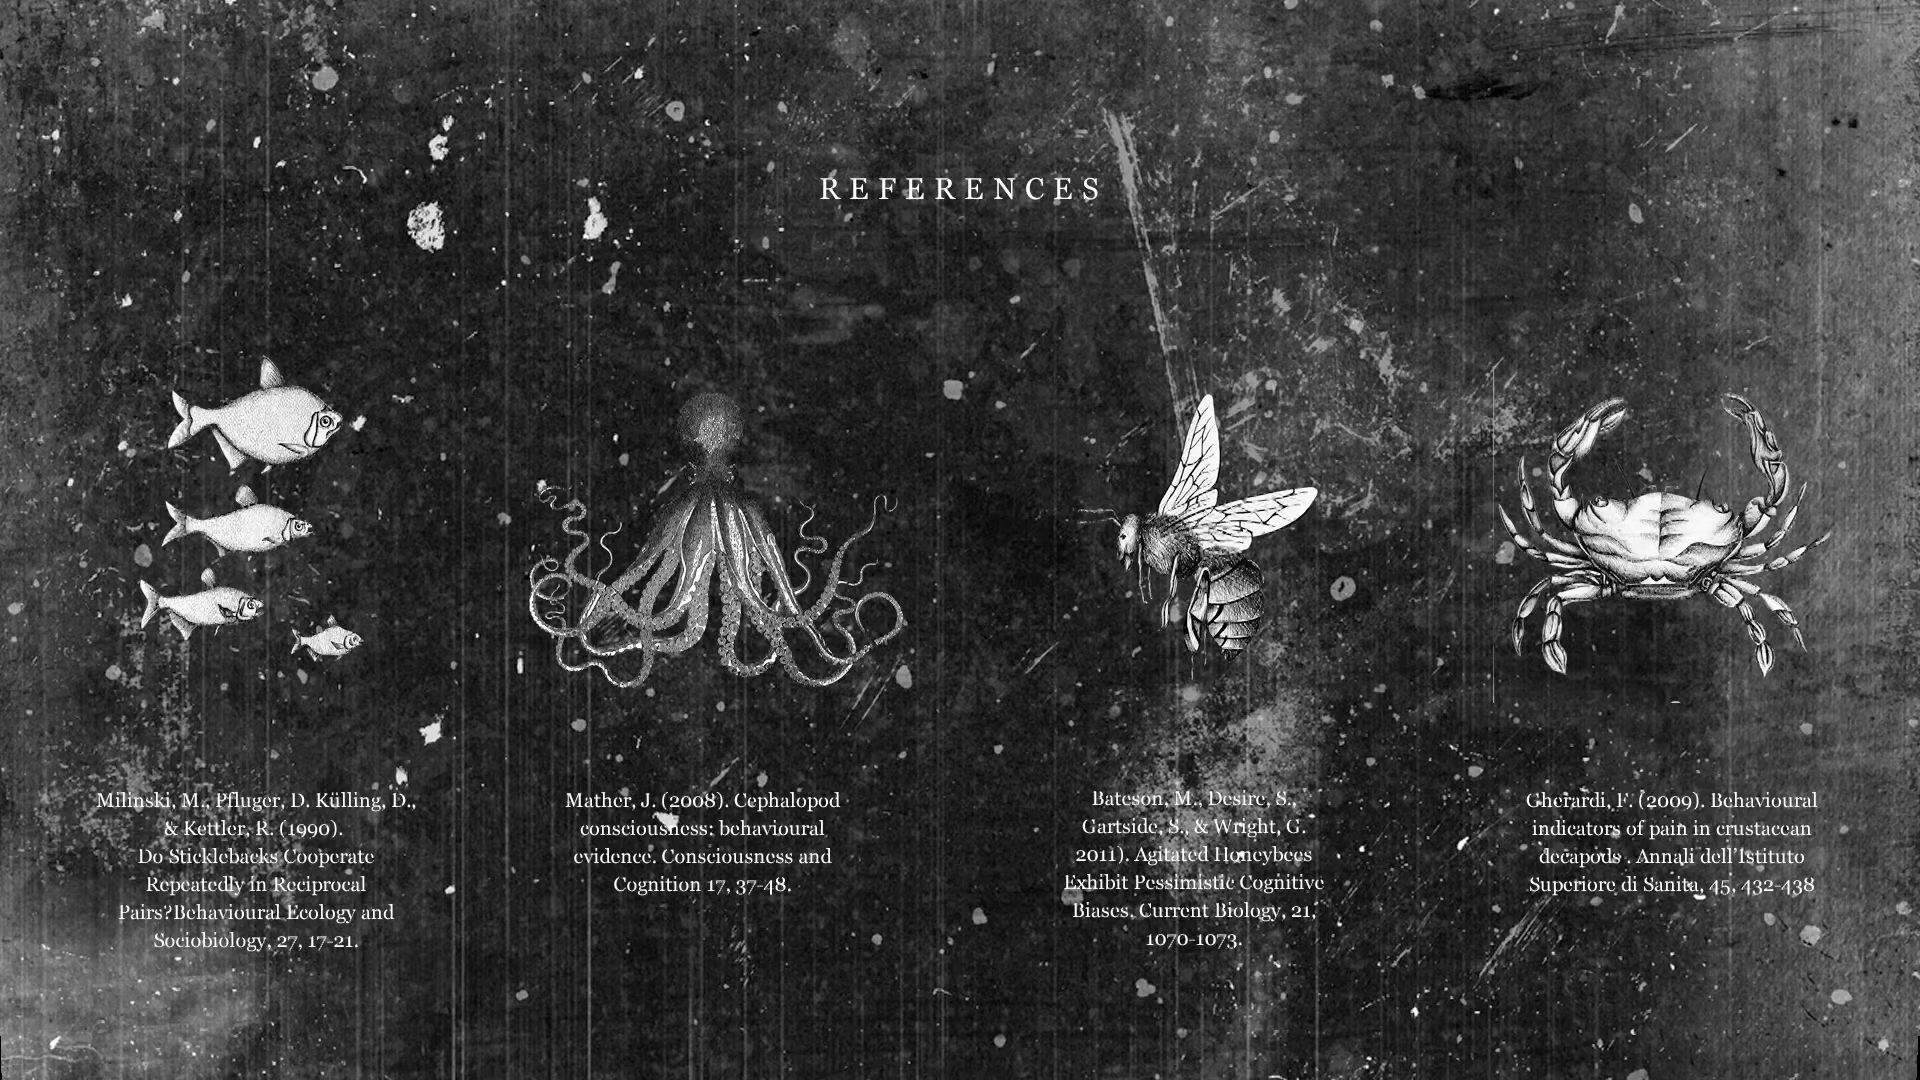 REFERENCES
Milinski, M., Pfluger, D. Külling, D.,
& Kettler, R. (1990).
Do Sticklebacks Cooperate
Repeatedly in Reciprocal
Pairs?Behavioural Ecology and
Sociobiology, 27, 17-21.
Mather, J. (2008). Cephalopod
consciousness: behavioural
evidence. Consciousness and
Cognition 17, 37-48.
Bateson, M., Desire, S.,
Gartside, S., & Wright, G.
2011). Agitated Honeybees
Exhibit Pessimistic Cognitive
Biases. Current Biology, 21,
1070-1073.
Gherardi, F. (2009). Behavioural
indicators of pain in crustacean
decapods . Annali dell'Istituto
Superiore di Sanita, 45, 432-438